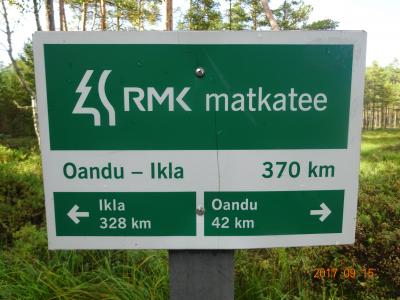 RMK matkatee
Oandu – Ikla 370 km
← Ikla 328 km
Oandu 42 km →
2017 09 15